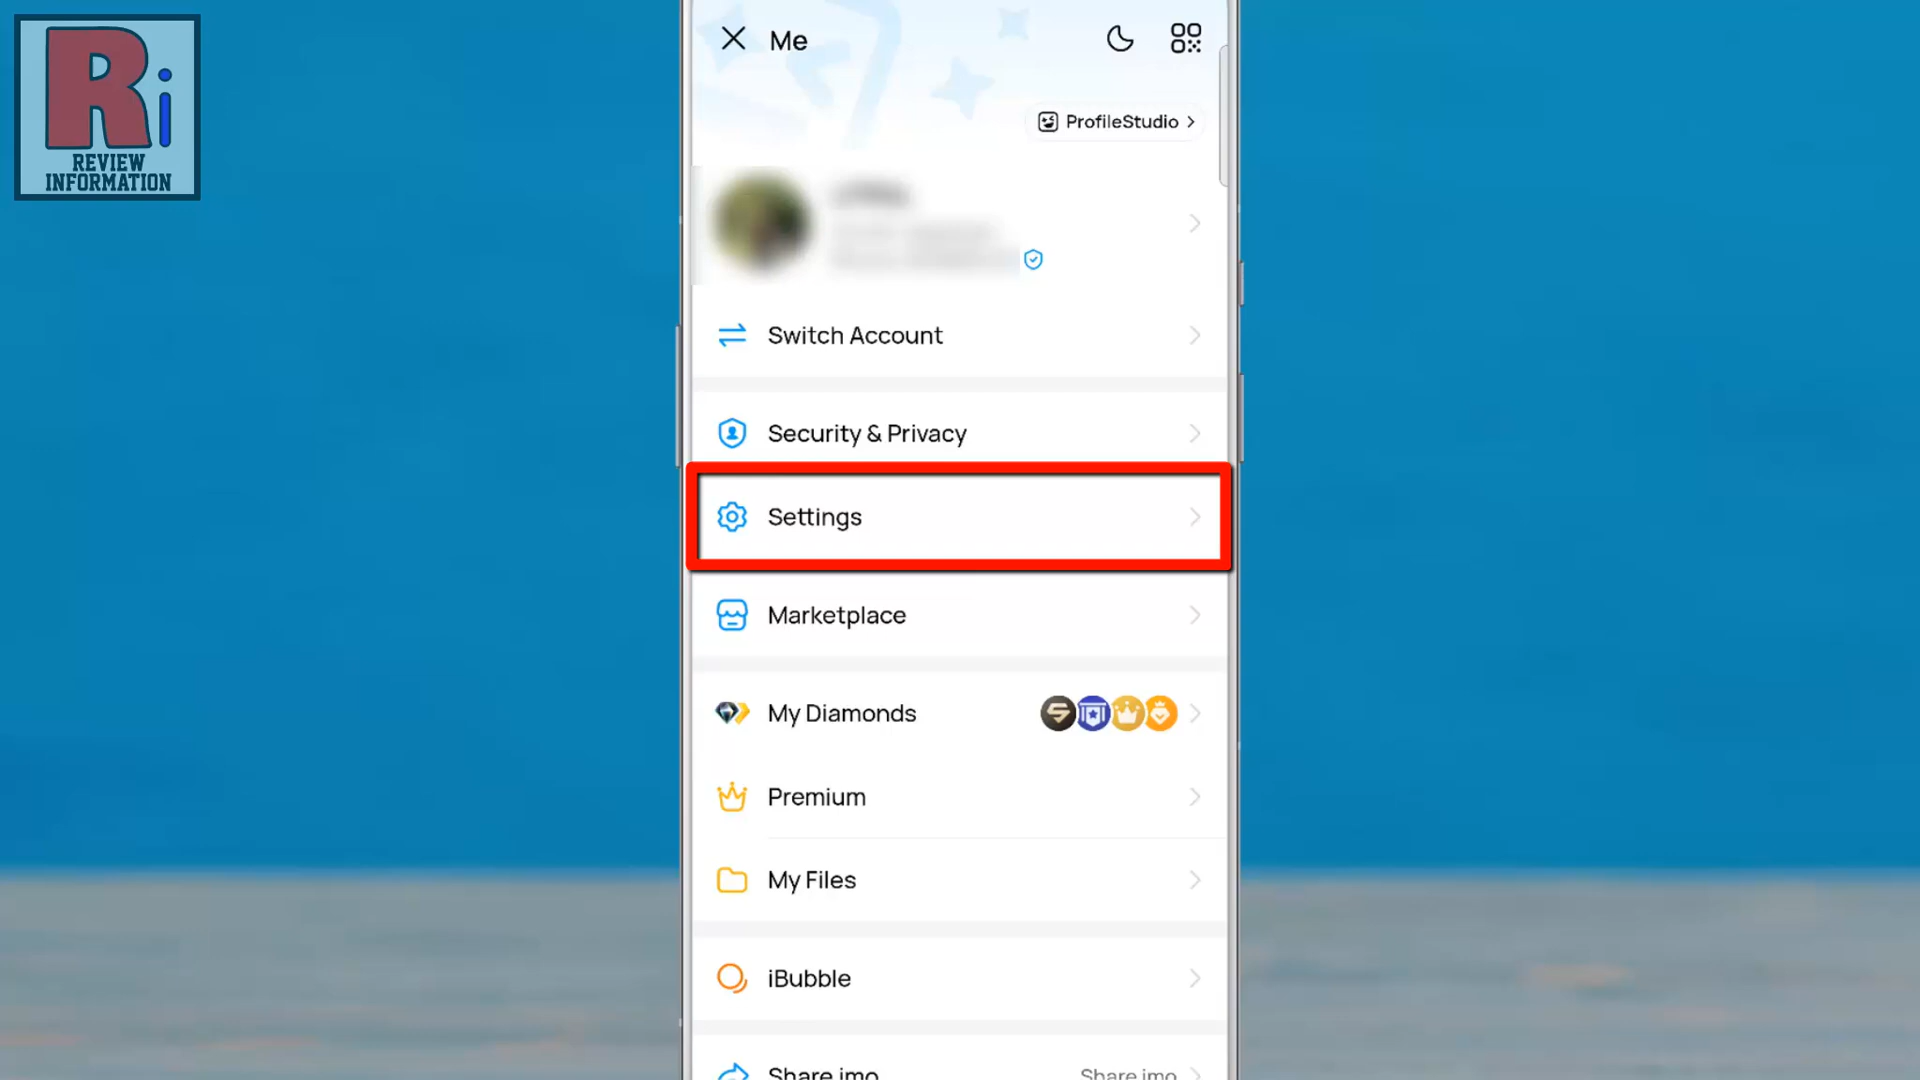 Ri
REVIEW
INFORMATION
Me
ProfileStudio
Switch Account
Security & Privacy
Settings
Marketplace
My Diamonds
Premium
My Files
iBubble
Share imo
Share imo